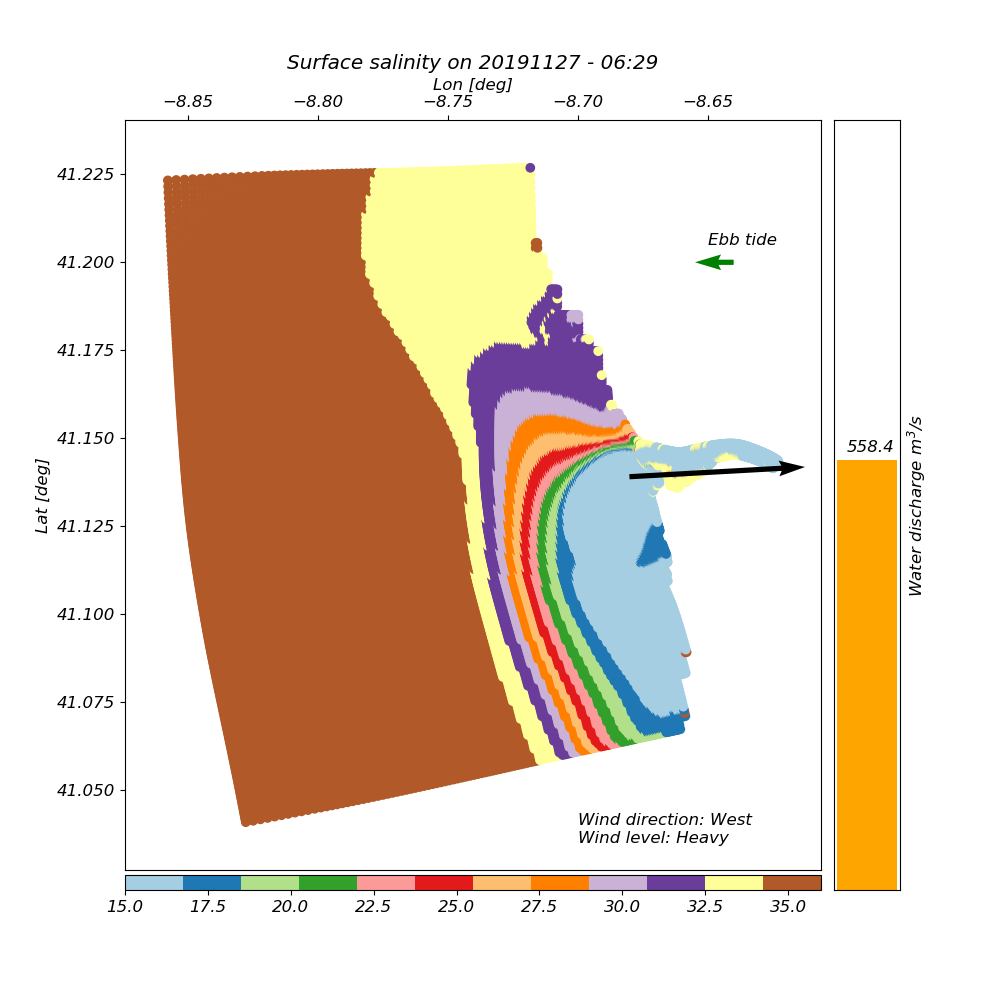 Surface salinity on 20191127 - 06:29
Lon [deg]
−8.85 −8.80 −8.75 −8.70 −8.65
41.225
41.200
41.175
41.150
41.125
41.100
41.075
41.050
Lat [deg]
Ebb tide
558.4
Water discharge m³/s
Wind direction: West
Wind level: Heavy
15.0 17.5 20.0 22.5 25.0 27.5 30.0 32.5 35.0